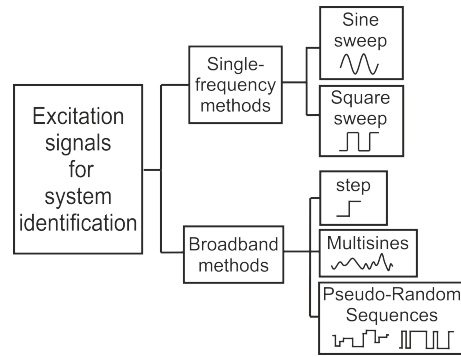 Excitation
signals
for
system
identification
Single-
frequency
methods
Sine
sweep
Square
sweep
Broadband
methods
step
Multisines
Pseudo-Random
Sequences